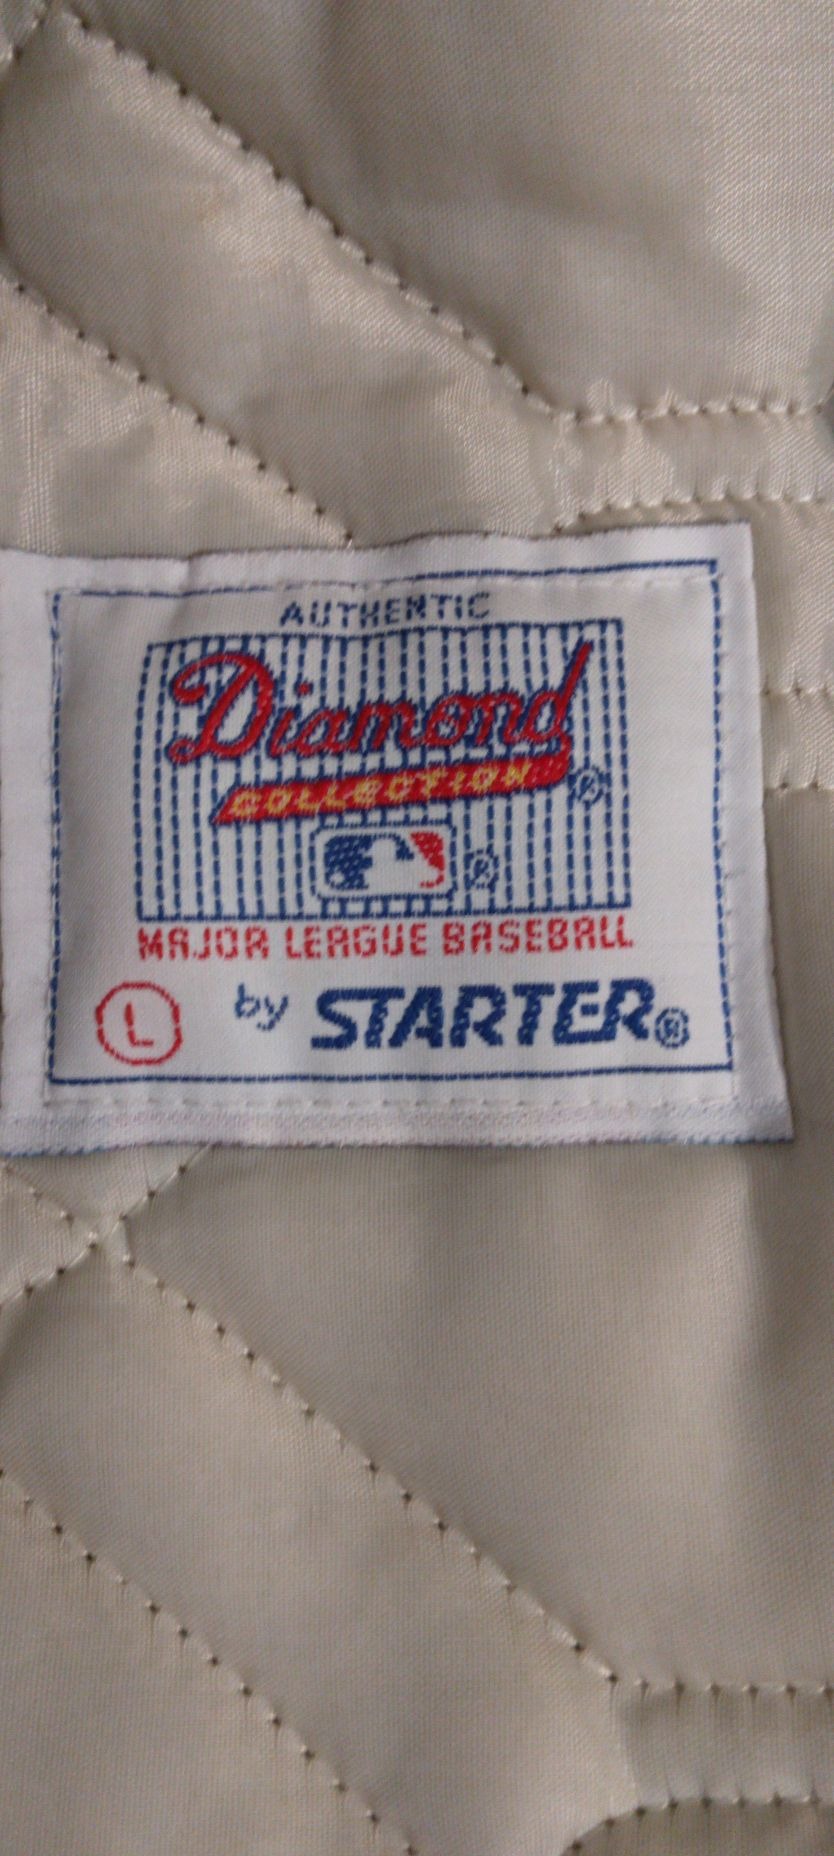 AUTHENTIC
Diamond
COLLECTION ®
®
MAJOR LEAGUE BASEBALL
L by STARTER®